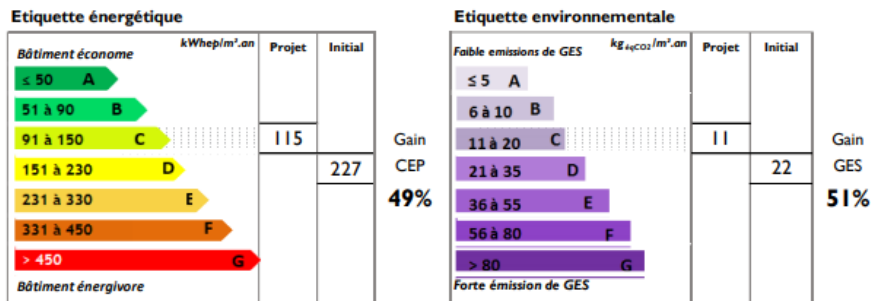 Etiquette énergétique
kWhep/m².an Projet Initial
Bâtiment économe
≤ 50 A
51 à 90 B
91 à 150 C 115
151 à 230 D 227
231 à 330 E
331 à 450 F
> 450 G
Bâtiment énergivore
Gain
CEP
49%
Etiquette environnementale
kg éqCO2/m².an Projet Initial
Faible emissions de GES
≤ 5 A
6 à 10 B
11 à 20 C 11
21 à 35 D 22
36 à 55 E
56 à 80 F
> 80 G
Forte émission de GES
Gain
GES
51%